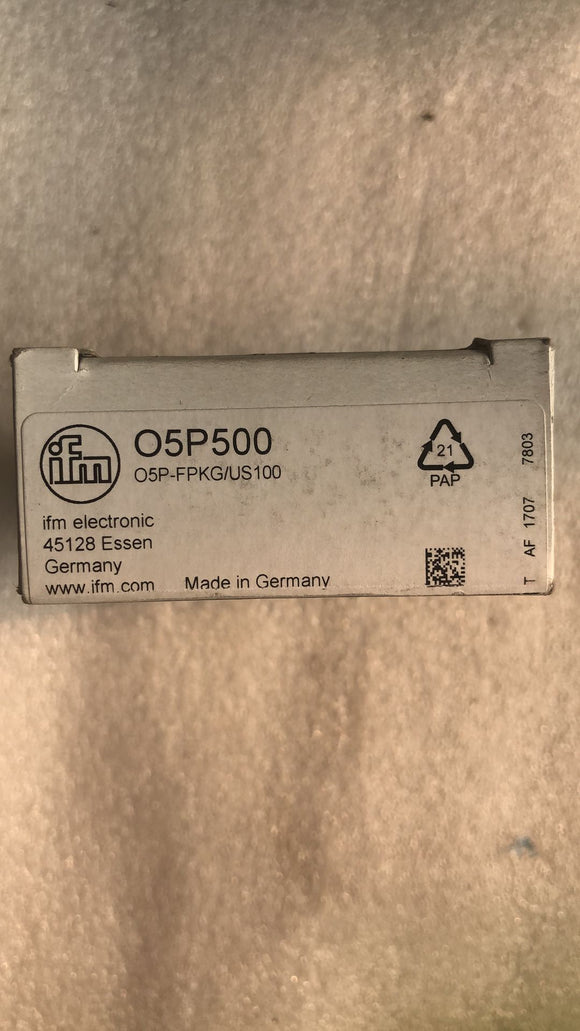 ifm
O5P500
O5P-FPKG/US100
ifm electronic
45128 Essen
Germany
www.ifm.com
Made in Germany
21
PAP
T AF 1707 7803